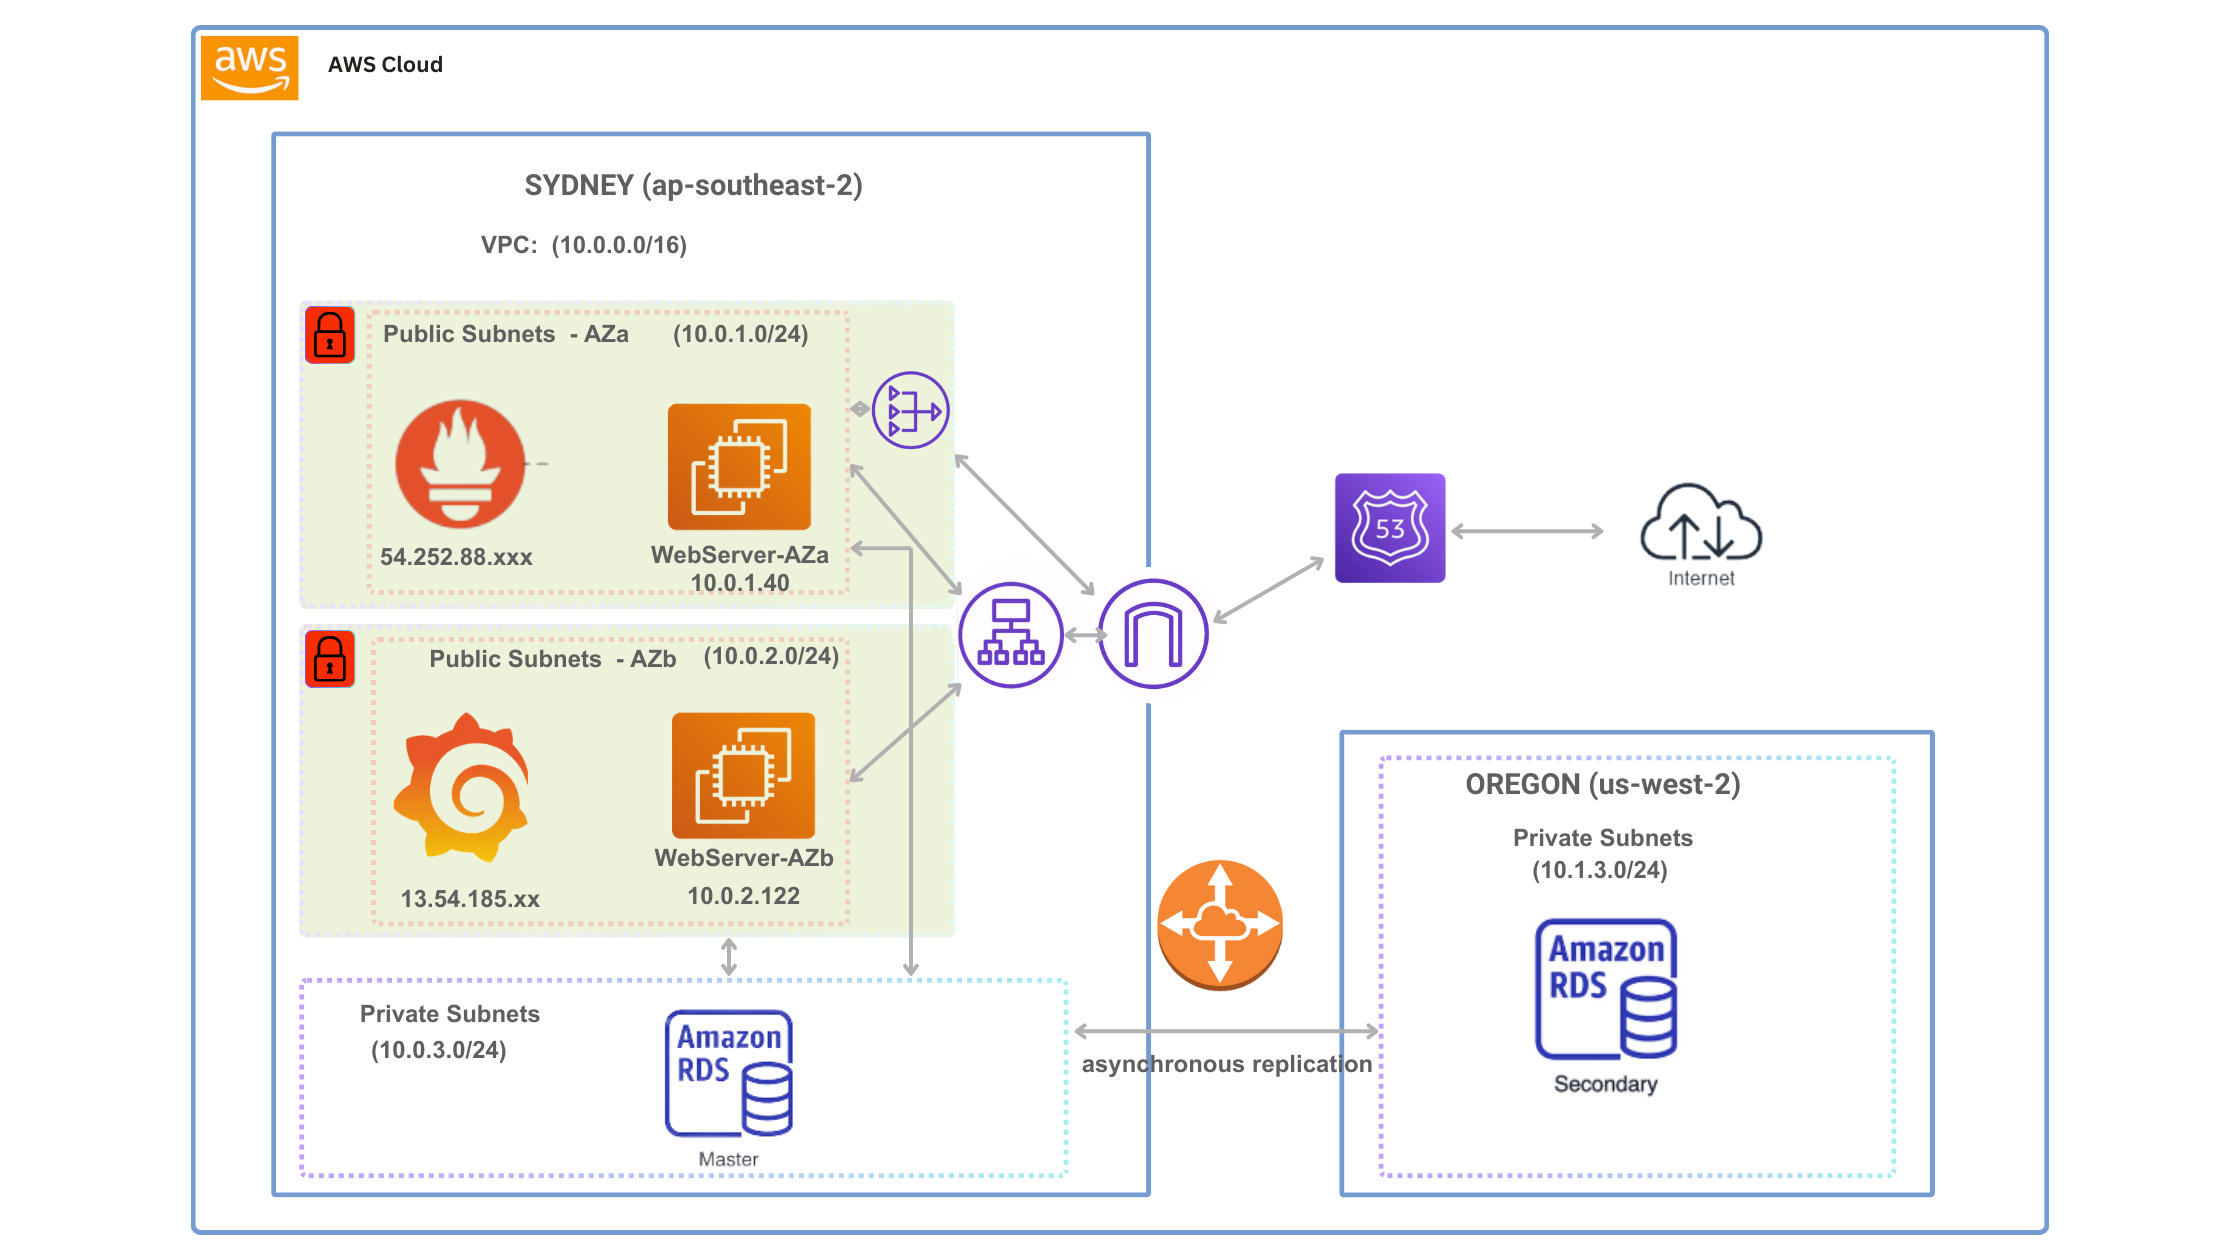 aws
AWS Cloud
SYDNEY (ap-southeast-2)
VPC: (10.0.0.0/16)
Public Subnets - AZa (10.0.1.0/24)
54.252.88.xxx
WebServer-AZa
10.0.1.40
Public Subnets - AZb (10.0.2.0/24)
13.54.185.xx
WebServer-AZb
10.0.2.122
Private Subnets
(10.0.3.0/24)
Amazon
RDS
Master
asynchronous replication
53
Internet
OREGON (us-west-2)
Private Subnets
(10.1.3.0/24)
Amazon
RDS
Secondary